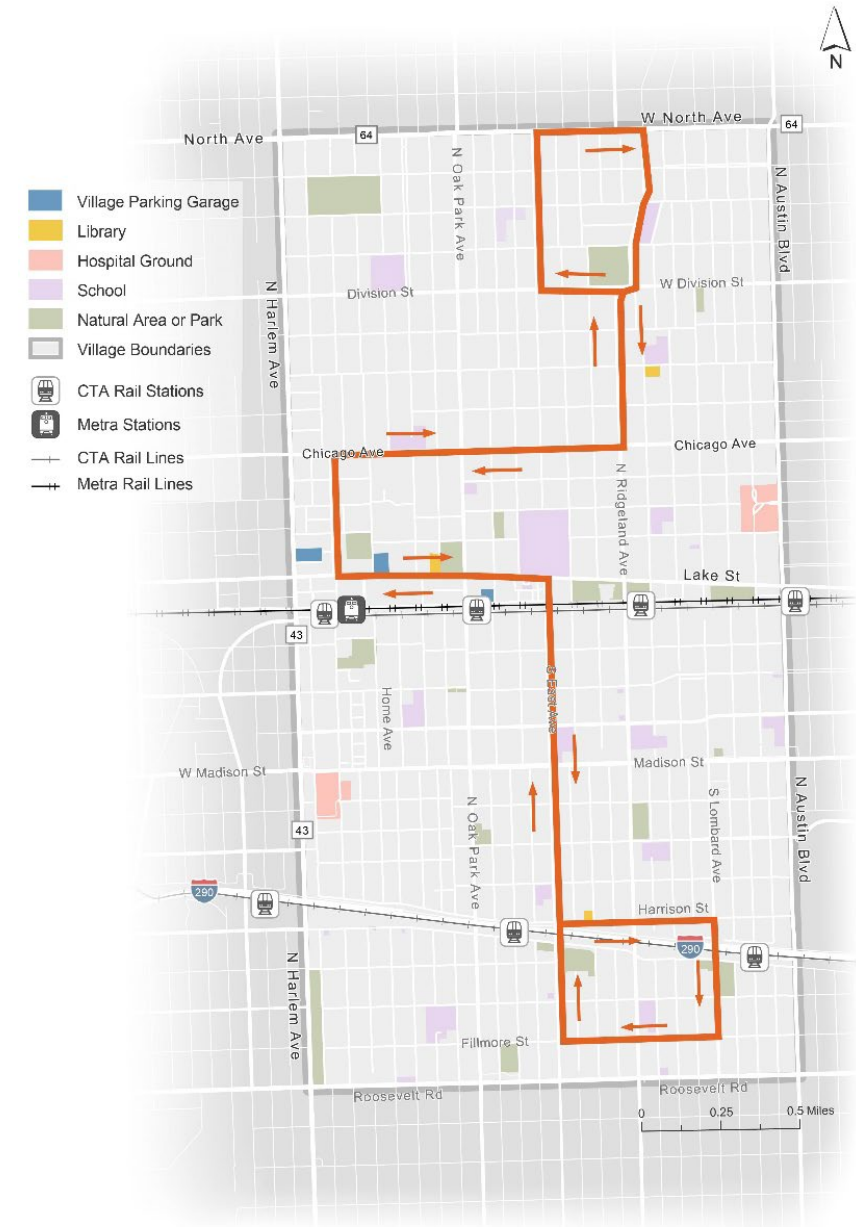 N
W North Ave
North Ave
64
64
N Oak Park Ave
N Austin Blvd
Village Parking Garage
Library
Hospital Ground
School
Natural Area or Park
Village Boundaries
CTA Rail Stations
Metra Stations
CTA Rail Lines
Metra Rail Lines
N Harlem Ave
Division St
W Division St
Chicago Ave
Chicago Ave
N Ridgeland Ave
Lake St
43
S East Ave
Home Ave
W Madison St
Madison St
43
N Oak Park Ave
S Lombard Ave
N Austin Blvd
290
Harrison St
290
N Harlem Ave
Fillmore St
Roosevelt Rd
Roosevelt Rd
0 0.25 0.5 Miles